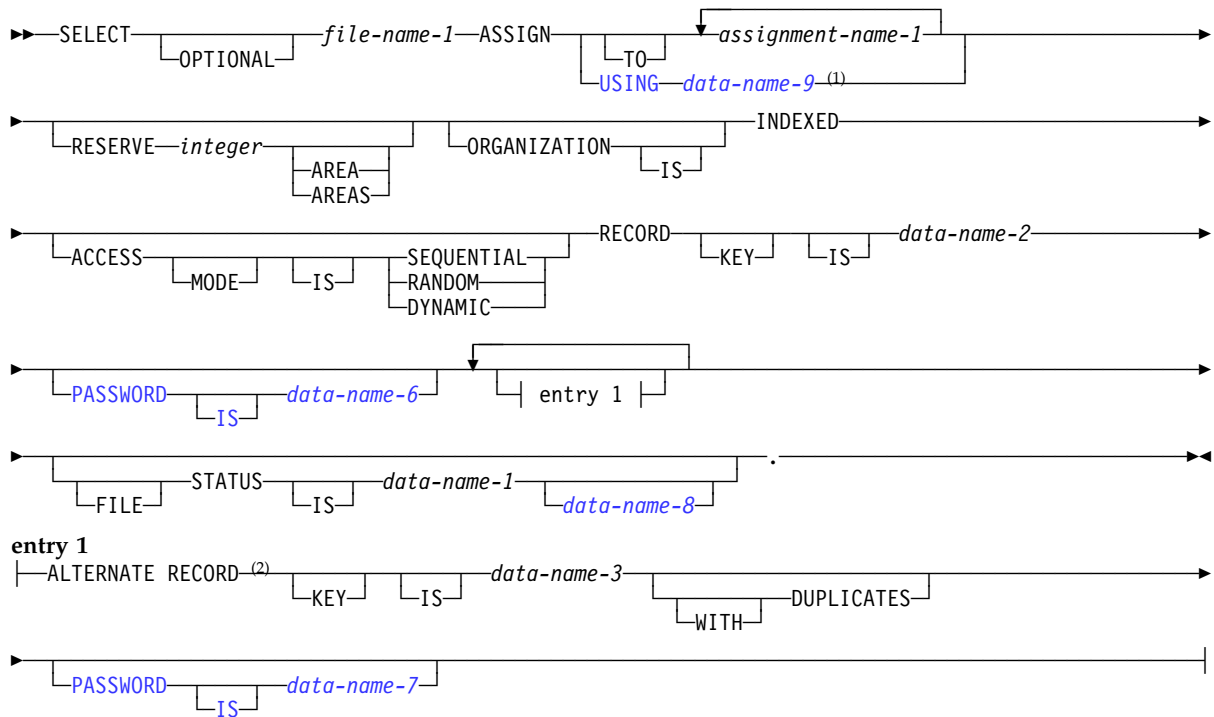 SELECT OPTIONAL file-name-1 ASSIGN TO assignment-name-1
USING data-name-9 (1)
RESERVE integer AREA AREAS ORGANIZATION IS INDEXED
ACCESS MODE IS SEQUENTIAL RANDOM DYNAMIC RECORD KEY IS data-name-2
PASSWORD IS data-name-6 entry 1
FILE STATUS IS data-name-1 data-name-8 .
entry 1
ALTERNATE RECORD (2) KEY IS data-name-3 WITH DUPLICATES
PASSWORD IS data-name-7